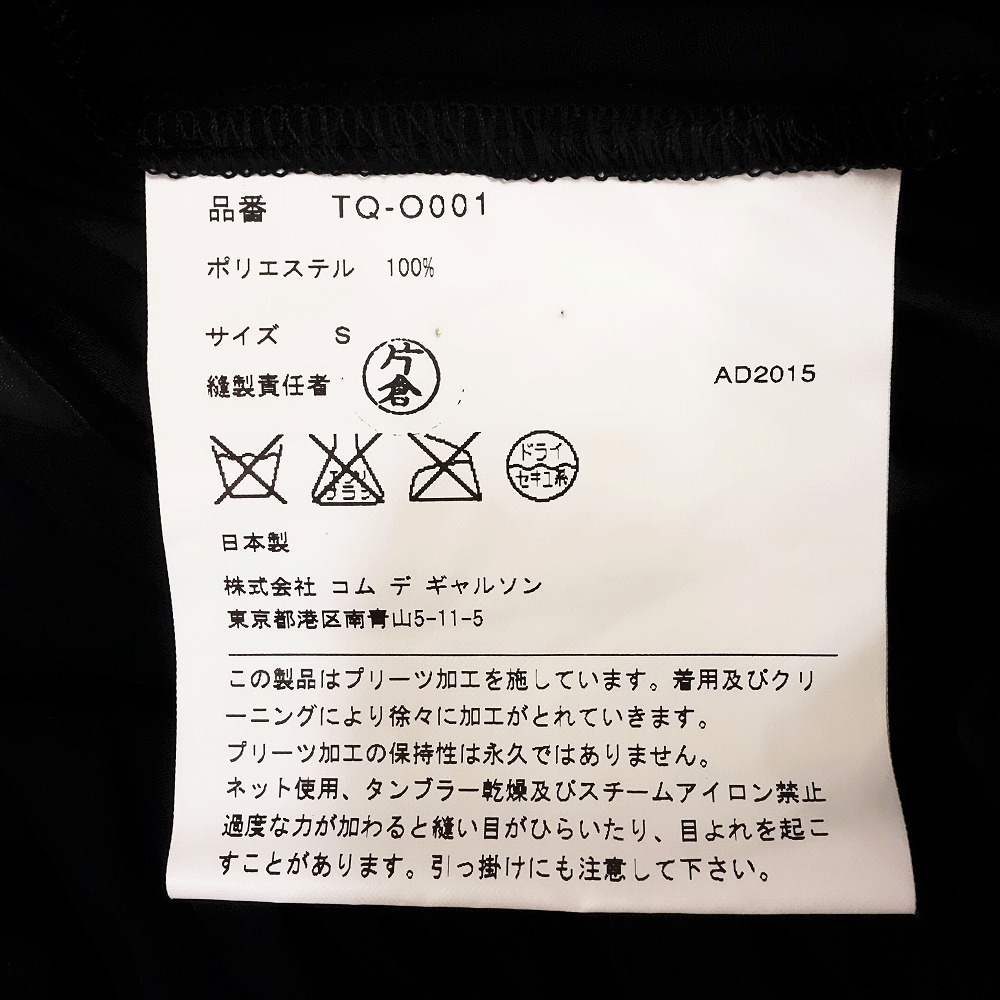 品番 TQ-O001
ポリエステル 100%
サイズ S
縫製責任者 片倉
AD2015
エンソ
フラシ
ドライ
セキユ系
日本製
株式会社 コム デ ギャルソン
東京都港区南青山5-11-5
この製品はプリーツ加工を施しています。着用及びクリ
ーニングにより徐々に加工がとれていきます。
プリーツ加工の保持性は永久ではありません。
ネット使用、タンブラー乾燥及びスチームアイロン禁止
過度な力が加わると縫い目がひらいたり、目よれを起こ
すことがあります。引っ掛けにも注意して下さい。